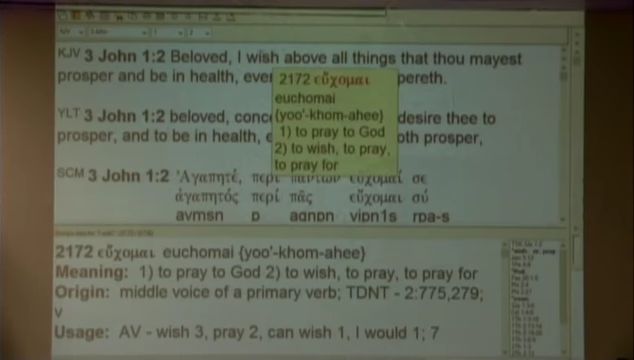 KJV 3 John 1:2 Beloved, I wish above all things that thou mayest
prosper and be in health, even pereth.
2172 εὔχομαι
euchomai
{yoo'-khom-ahee}
1) to pray to God
2) to wish, to pray,
to pray for
YLT 3 John 1:2 beloved, conc desire thee to
prosper, and to be in health, e oth prosper,
SCM 3 John 1:2 Ἀγαπητέ, περὶ πάντων εὔχομαί σε
ἀγαπητός περί πᾶς εὔχομαι σύ
avmsn p agnpn vipn1s rpa-s
2172 εὔχομαι euchomai {yoo'-khom-ahee}
Meaning: 1) to pray to God 2) to wish, to pray, to pray for
Origin: middle voice of a primary verb; TDNT - 2:775,279;
v
Usage: AV - wish 3, pray 2, can wish 1, I would 1; 7